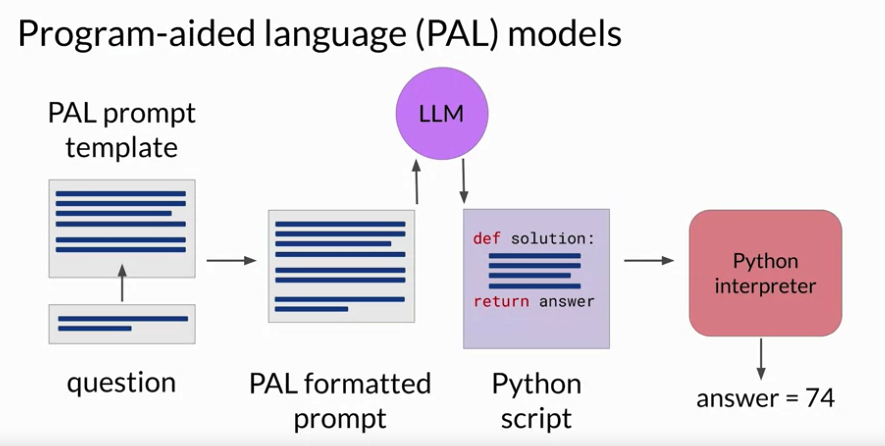 Program-aided language (PAL) models
PAL prompt
template
question
PAL formatted
prompt
LLM
def solution:
return answer
Python
script
Python
interpreter
answer = 74